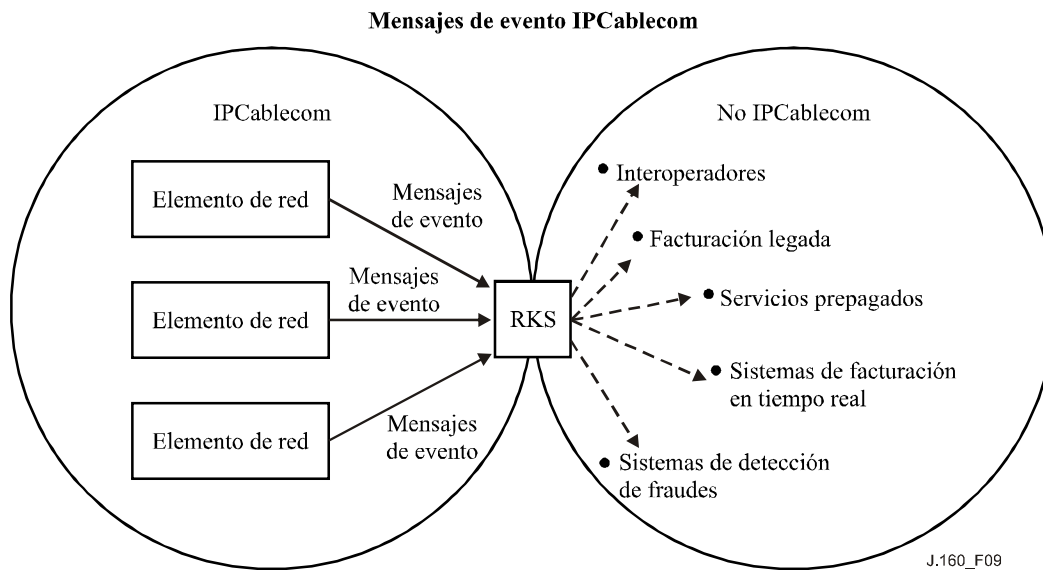 Mensajes de evento IPCablecom
IPCablecom
No IPCablecom
Elemento de red
Mensajes
de evento
Elemento de red
Mensajes
de evento
Elemento de red
Mensajes
de evento
RKS
Interoperadores
Facturación legada
Servicios prepagados
Sistemas de facturación
en tiempo real
Sistemas de detección
de fraudes
J.160_F09